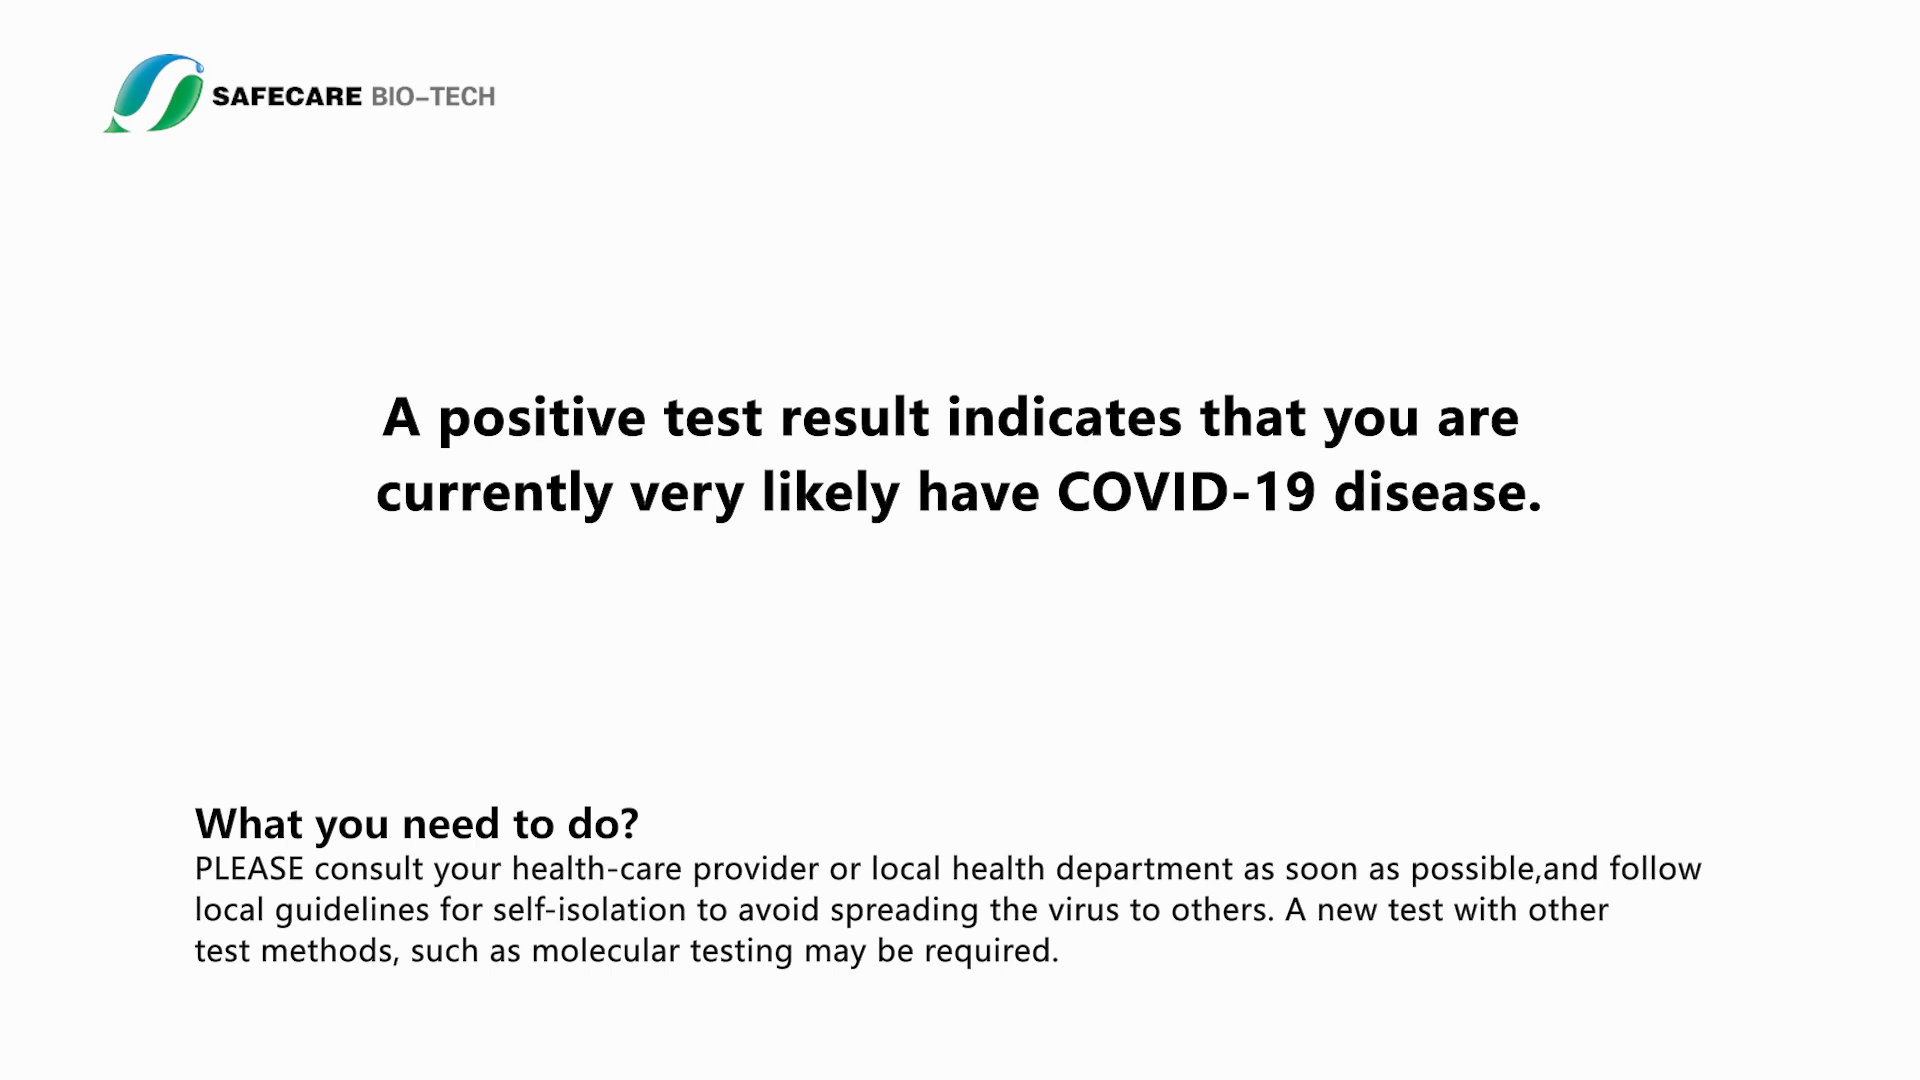 SAFECARE BIO-TECH
A positive test result indicates that you are
currently very likely have COVID-19 disease.
What you need to do?
PLEASE consult your health-care provider or local health department as soon as possible,and follow
local guidelines for self-isolation to avoid spreading the virus to others. A new test with other
test methods, such as molecular testing may be required.